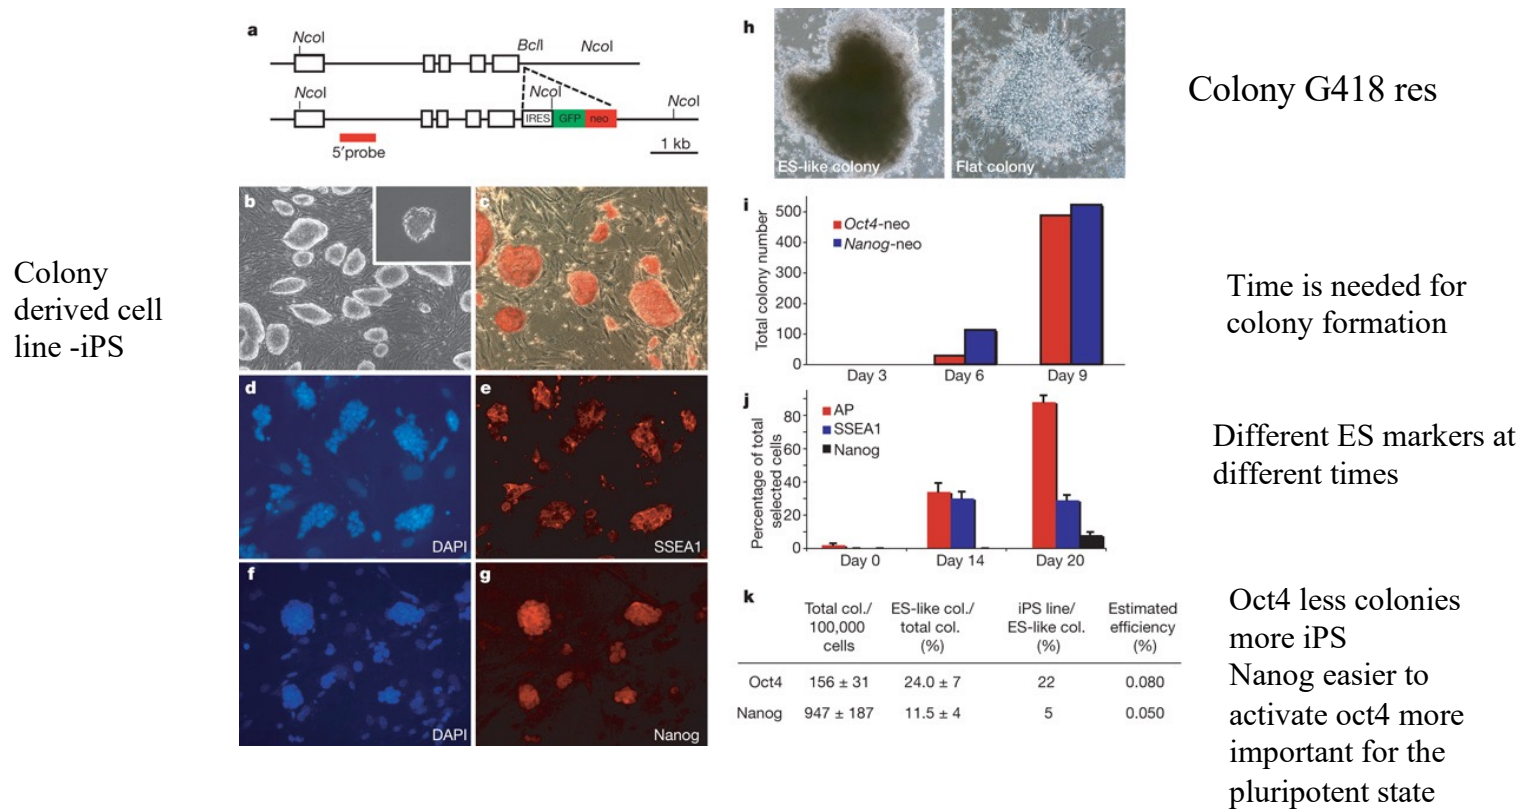 a
NcoI
BclI
NcoI
NcoI
NcoI
NcoI
IRES
GFP
neo
5′probe
1 kb
Colony
derived cell
line -iPS
b
c
d
DAPI
e
SSEA1
f
DAPI
g
Nanog
h
ES-like colony
Flat colony
Colony G418 res
i
Total colony number
500
400
300
200
100
0
Oct4-neo
Nanog-neo
Day 3
Day 6
Day 9
Time is needed for
colony formation
j
Percentage of total
selected cells
80
60
40
20
0
AP
SSEA1
Nanog
Day 0
Day 14
Day 20
Different ES markers at
different times
k
Total col./ ES-like col./ iPS line/ Estimated
100,000 total col. ES-like col. efficiency
cells (%) (%) (%)
Oct4 156 ± 31 24.0 ± 7 22 0.080
Nanog 947 ± 187 11.5 ± 4 5 0.050
Oct4 less colonies
more iPS
Nanog easier to
activate oct4 more
important for the
pluripotent state